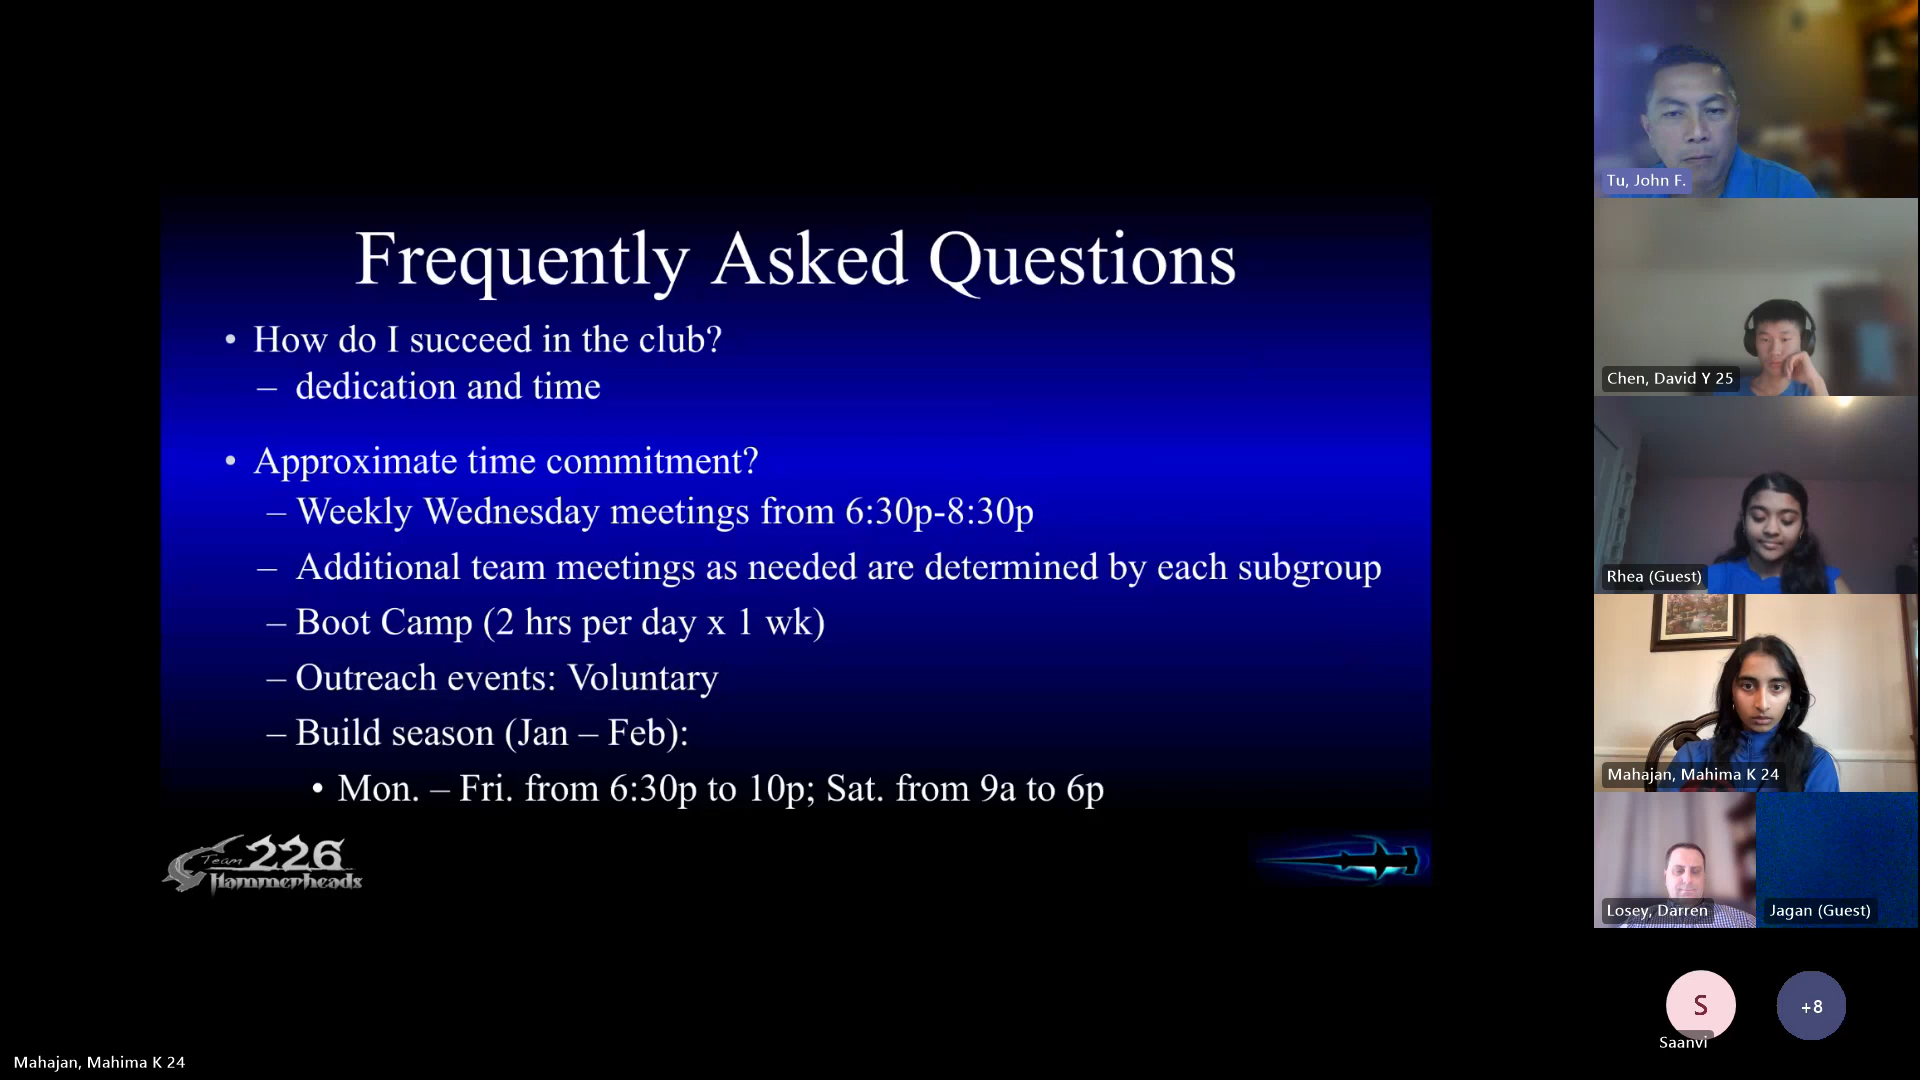 Frequently Asked Questions
• How do I succeed in the club?
– dedication and time
• Approximate time commitment?
– Weekly Wednesday meetings from 6:30p-8:30p
– Additional team meetings as needed are determined by each subgroup
– Boot Camp (2 hrs per day x 1 wk)
– Outreach events: Voluntary
– Build season (Jan – Feb):
• Mon. – Fri. from 6:30p to 10p; Sat. from 9a to 6p
Team 226
Hammerheads
Tu, John F.
Chen, David Y 25
Rhea (Guest)
Mahajan, Mahima K 24
Losey, Darren
Jagan (Guest)
S
+8
Saanvi
Mahajan, Mahima K 24